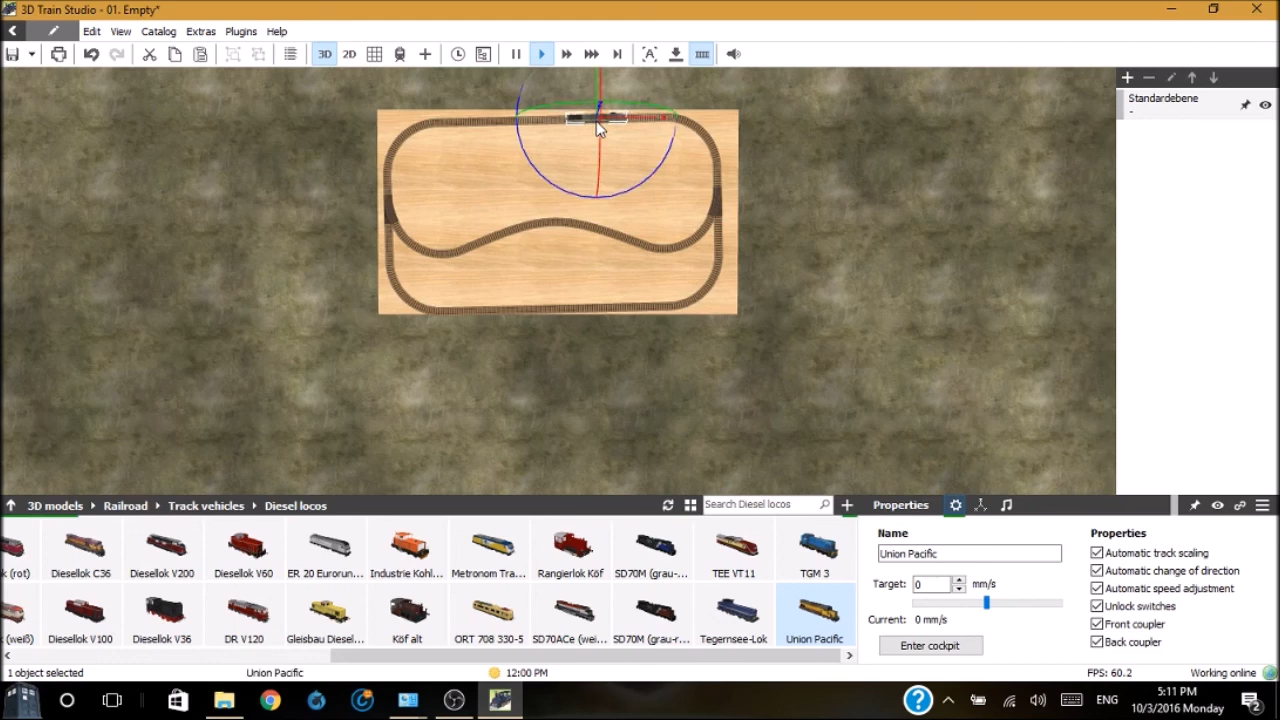 3D Train Studio - 01. Empty*
Edit View Catalog Extras Plugins Help
3D 2D
Standardebene
-
3D models Railroad Track vehicles Diesel locos
Search Diesel locos
Properties
(rot) Diesellok C36 Diesellok V200 Diesellok V60 ER 20 Eurorun... Industrie Kohl... Metronom Tra... Rangierlok Köf SD70M (grau-... TEE VT11 TGM 3
(weiß) Diesellok V100 Diesellok V36 DR V120 Gleisbau Diesel... Köf alt ORT 708 330-5 SD70ACe (wei... SD70M (grau-r... Tegernsee-Lok Union Pacific
Name
Union Pacific
Target: 0 mm/s
Current: 0 mm/s
Enter cockpit
Properties
Automatic track scaling
Automatic change of direction
Automatic speed adjustment
Unlock switches
Front coupler
Back coupler
1 object selected Union Pacific 12:00 PM FPS: 60.2 Working online
ENG
5:11 PM
10/3/2016 Monday
2